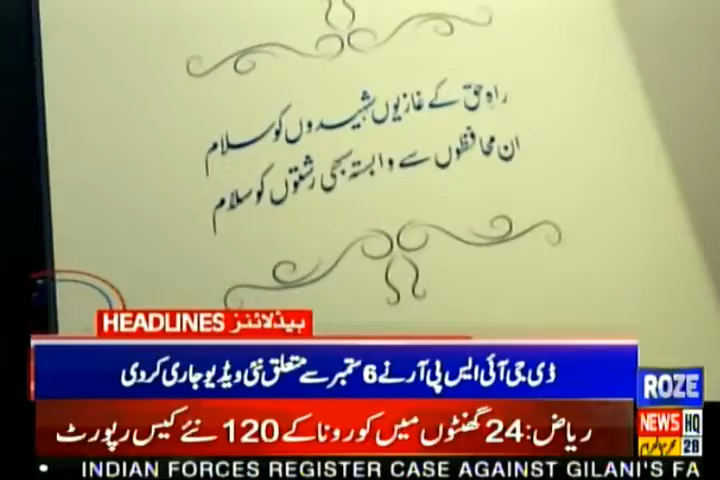 راہِ حق کے غازیوں شہیدوں کو سلام
ان محافظوں سے وابستہ سبھی رشتوں کو سلام
HEADLINES ہیڈلائنز
ڈی جی آئی ایس پی آر نے 6 ستمبر سے متعلق نئی ویڈیو جاری کردی
ریاض: 24 گھنٹوں میں کورونا کے 120 نئے کیس رپورٹ
ROZE
NEWS HQ
28
INDIAN FORCES REGISTER CASE AGAINST GILANI'S FA